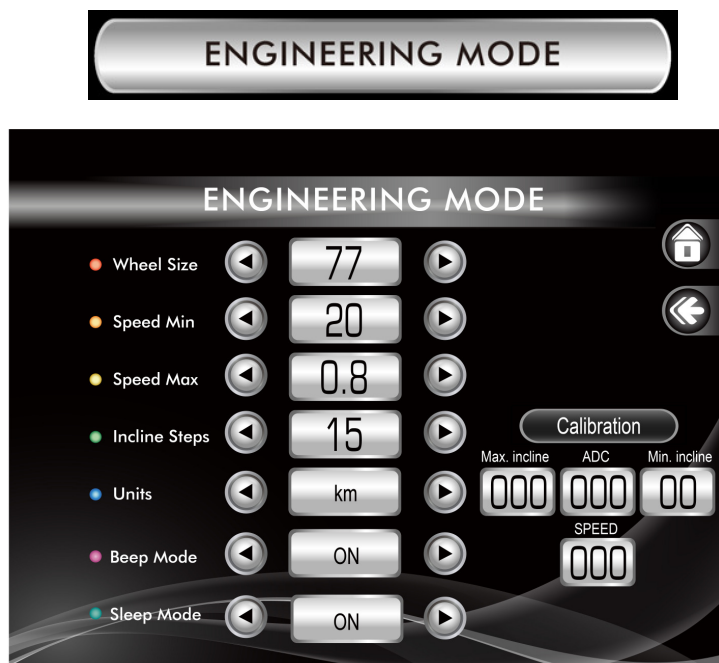 ENGINEERING MODE
ENGINEERING MODE
Wheel Size 77
Speed Min 20
Speed Max 0.8
Incline Steps 15
Units km
Beep Mode ON
Sleep Mode ON
Calibration
Max. incline ADC Min. incline
000 000 00
SPEED
000